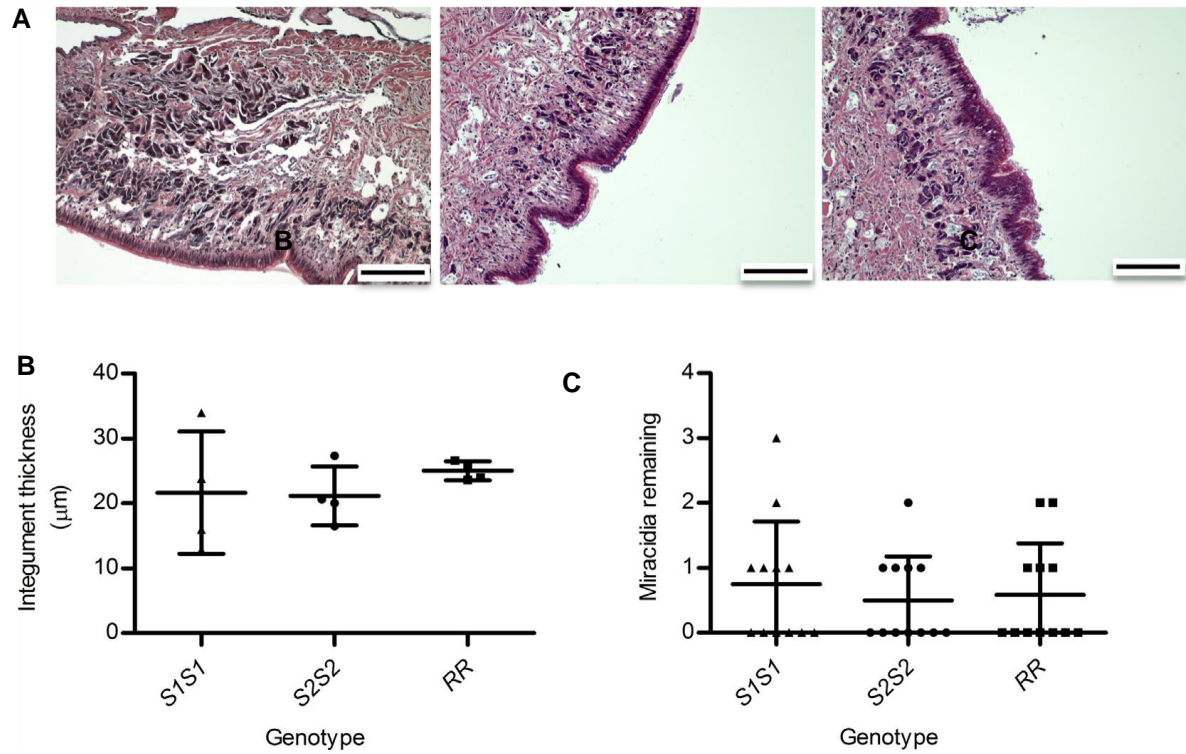 A
B
C
B
40
30
20
10
0
Integument thickness
(μm)
S1S1
S2S2
RR
Genotype
C
4
3
2
1
0
Miracidia remaining
S1S1
S2S2
RR
Genotype